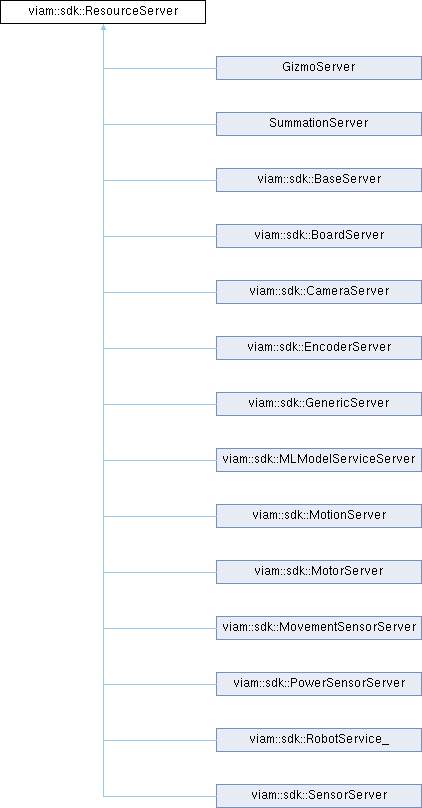 viam::sdk::ResourceServer
GizmoServer
SummationServer
viam::sdk::BaseServer
viam::sdk::BoardServer
viam::sdk::CameraServer
viam::sdk::EncoderServer
viam::sdk::GenericServer
viam::sdk::MLModelServiceServer
viam::sdk::MotionServer
viam::sdk::MotorServer
viam::sdk::MovementSensorServer
viam::sdk::PowerSensorServer
viam::sdk::RobotService_
viam::sdk::SensorServer